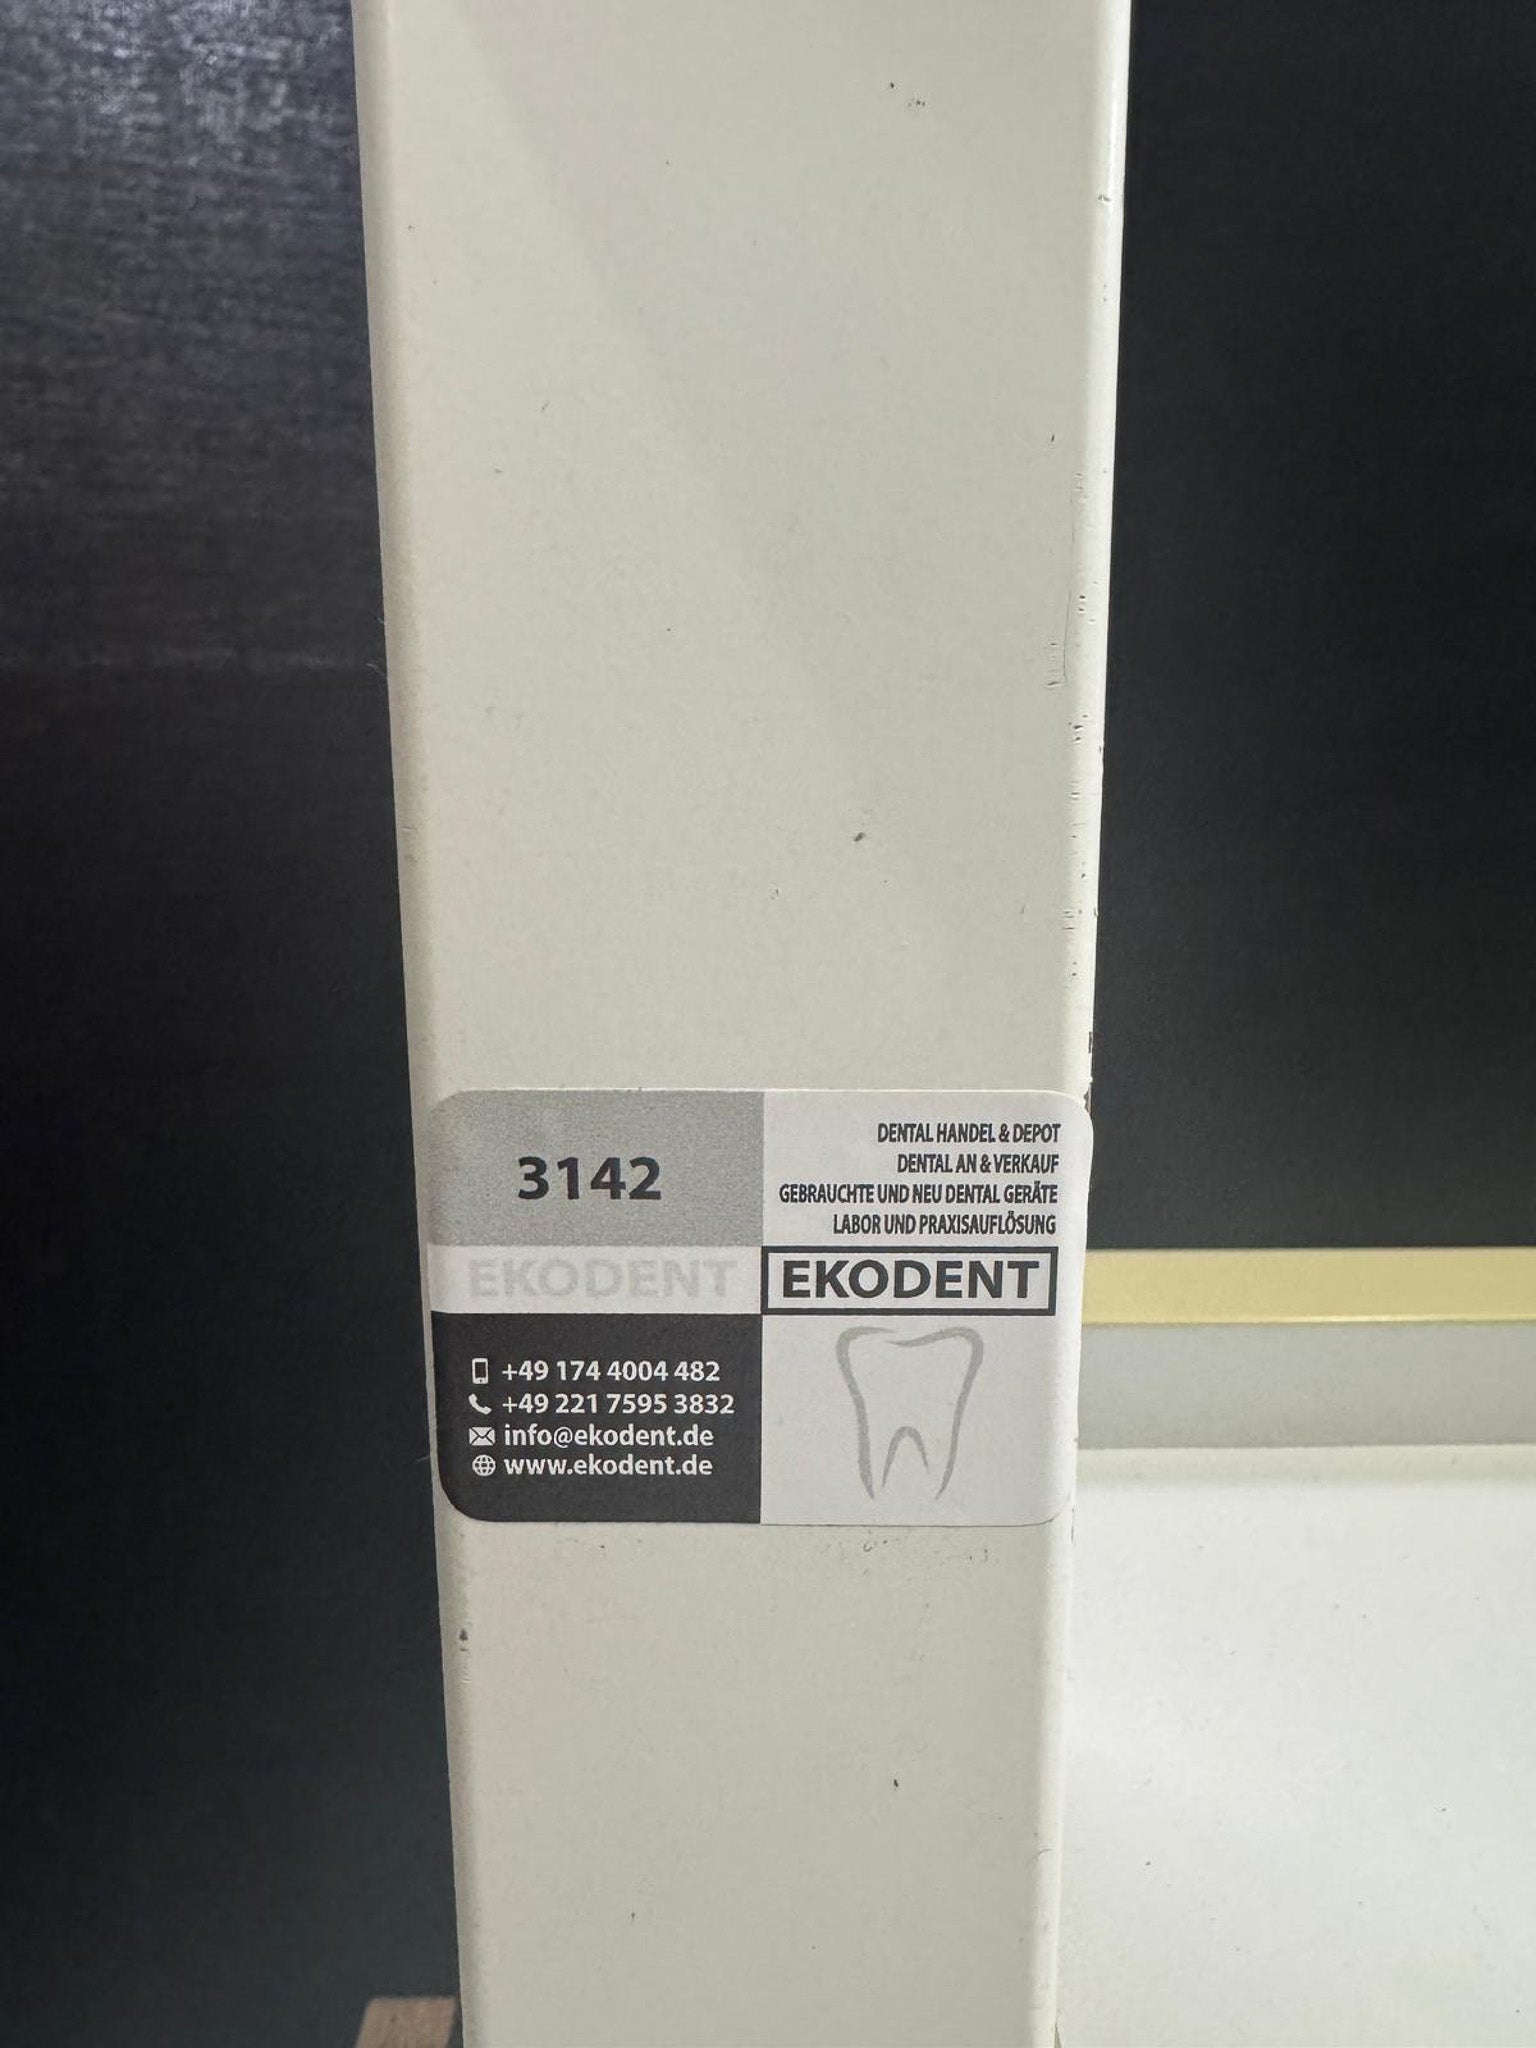 3142
EKODENT
+49 174 4004 482
+49 221 7595 3832
info@ekodent.de
www.ekodent.de
DENTAL HANDEL & DEPOT
DENTAL AN & VERKAUF
GEBRAUCHTE UND NEU DENTAL GERÄTE
LABOR UND PRAXISAUFLÖSUNG
EKODENT